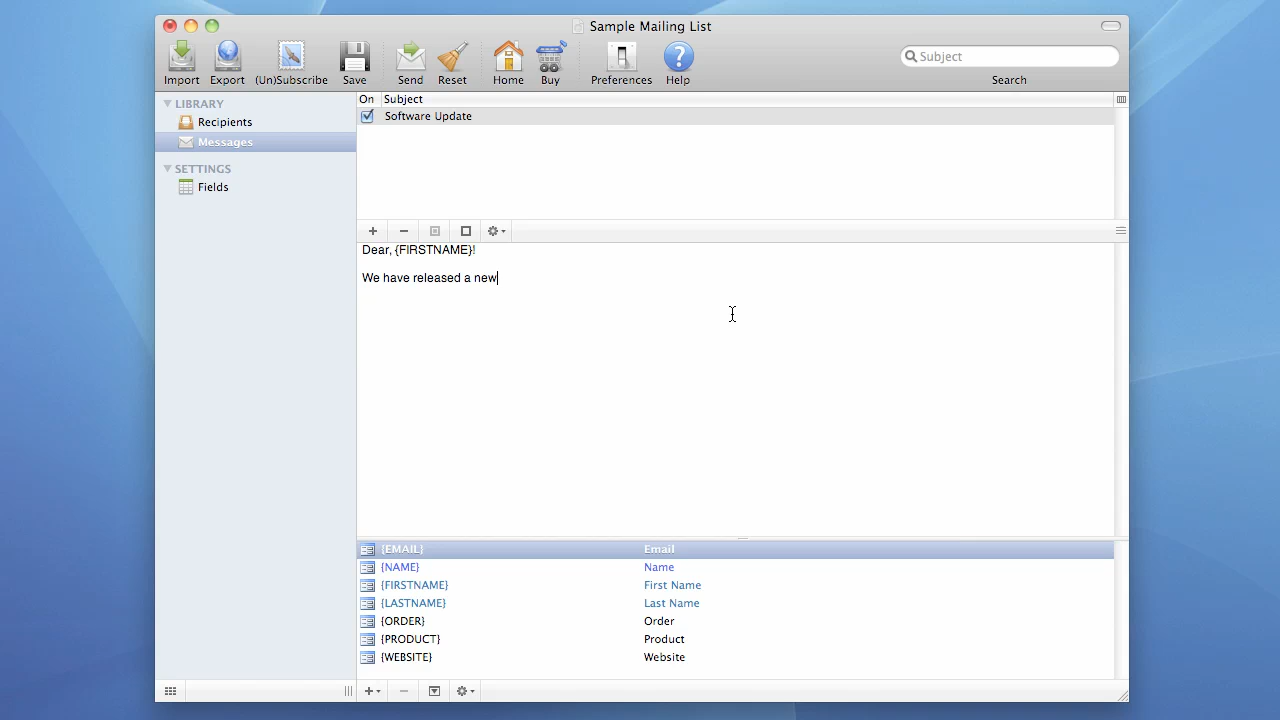 Sample Mailing List
Import Export (Un)Subscribe Save Send Reset Home Buy Preferences Help Subject Search
LIBRARY
Recipients
Messages
SETTINGS
Fields
On Subject
Software Update
Dear, {FIRSTNAME}!
We have released a new
{EMAIL} Email
{NAME} Name
{FIRSTNAME} First Name
{LASTNAME} Last Name
{ORDER} Order
{PRODUCT} Product
{WEBSITE} Website